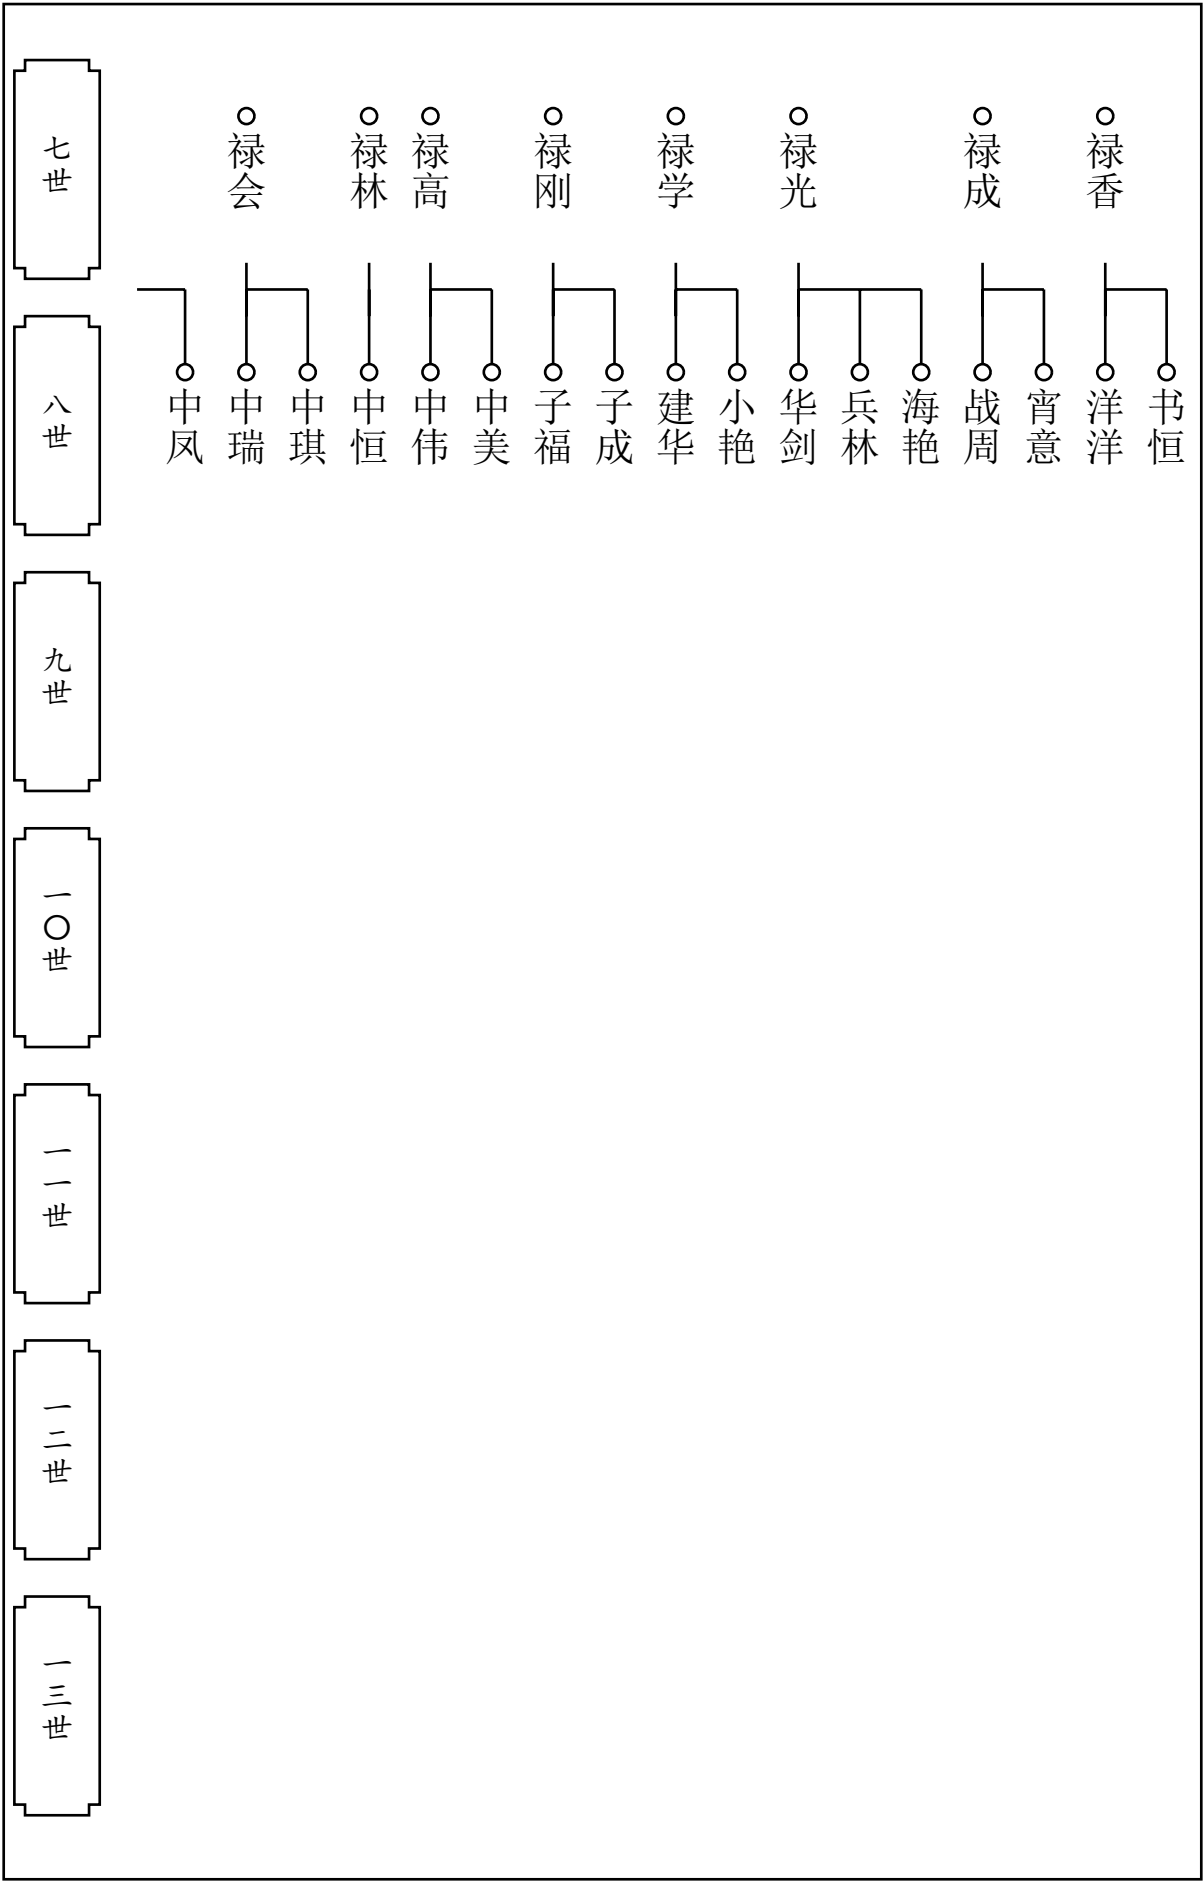 七世
禄会
禄林
禄高
禄刚
禄学
禄光
禄成
禄香
八世
中凤
中瑞
中琪
中恒
中伟
中美
子福
子成
建华
小艳
华剑
兵林
海艳
战周
宵意
洋洋
书恒
九世
一〇世
一一世
一二世
一三世